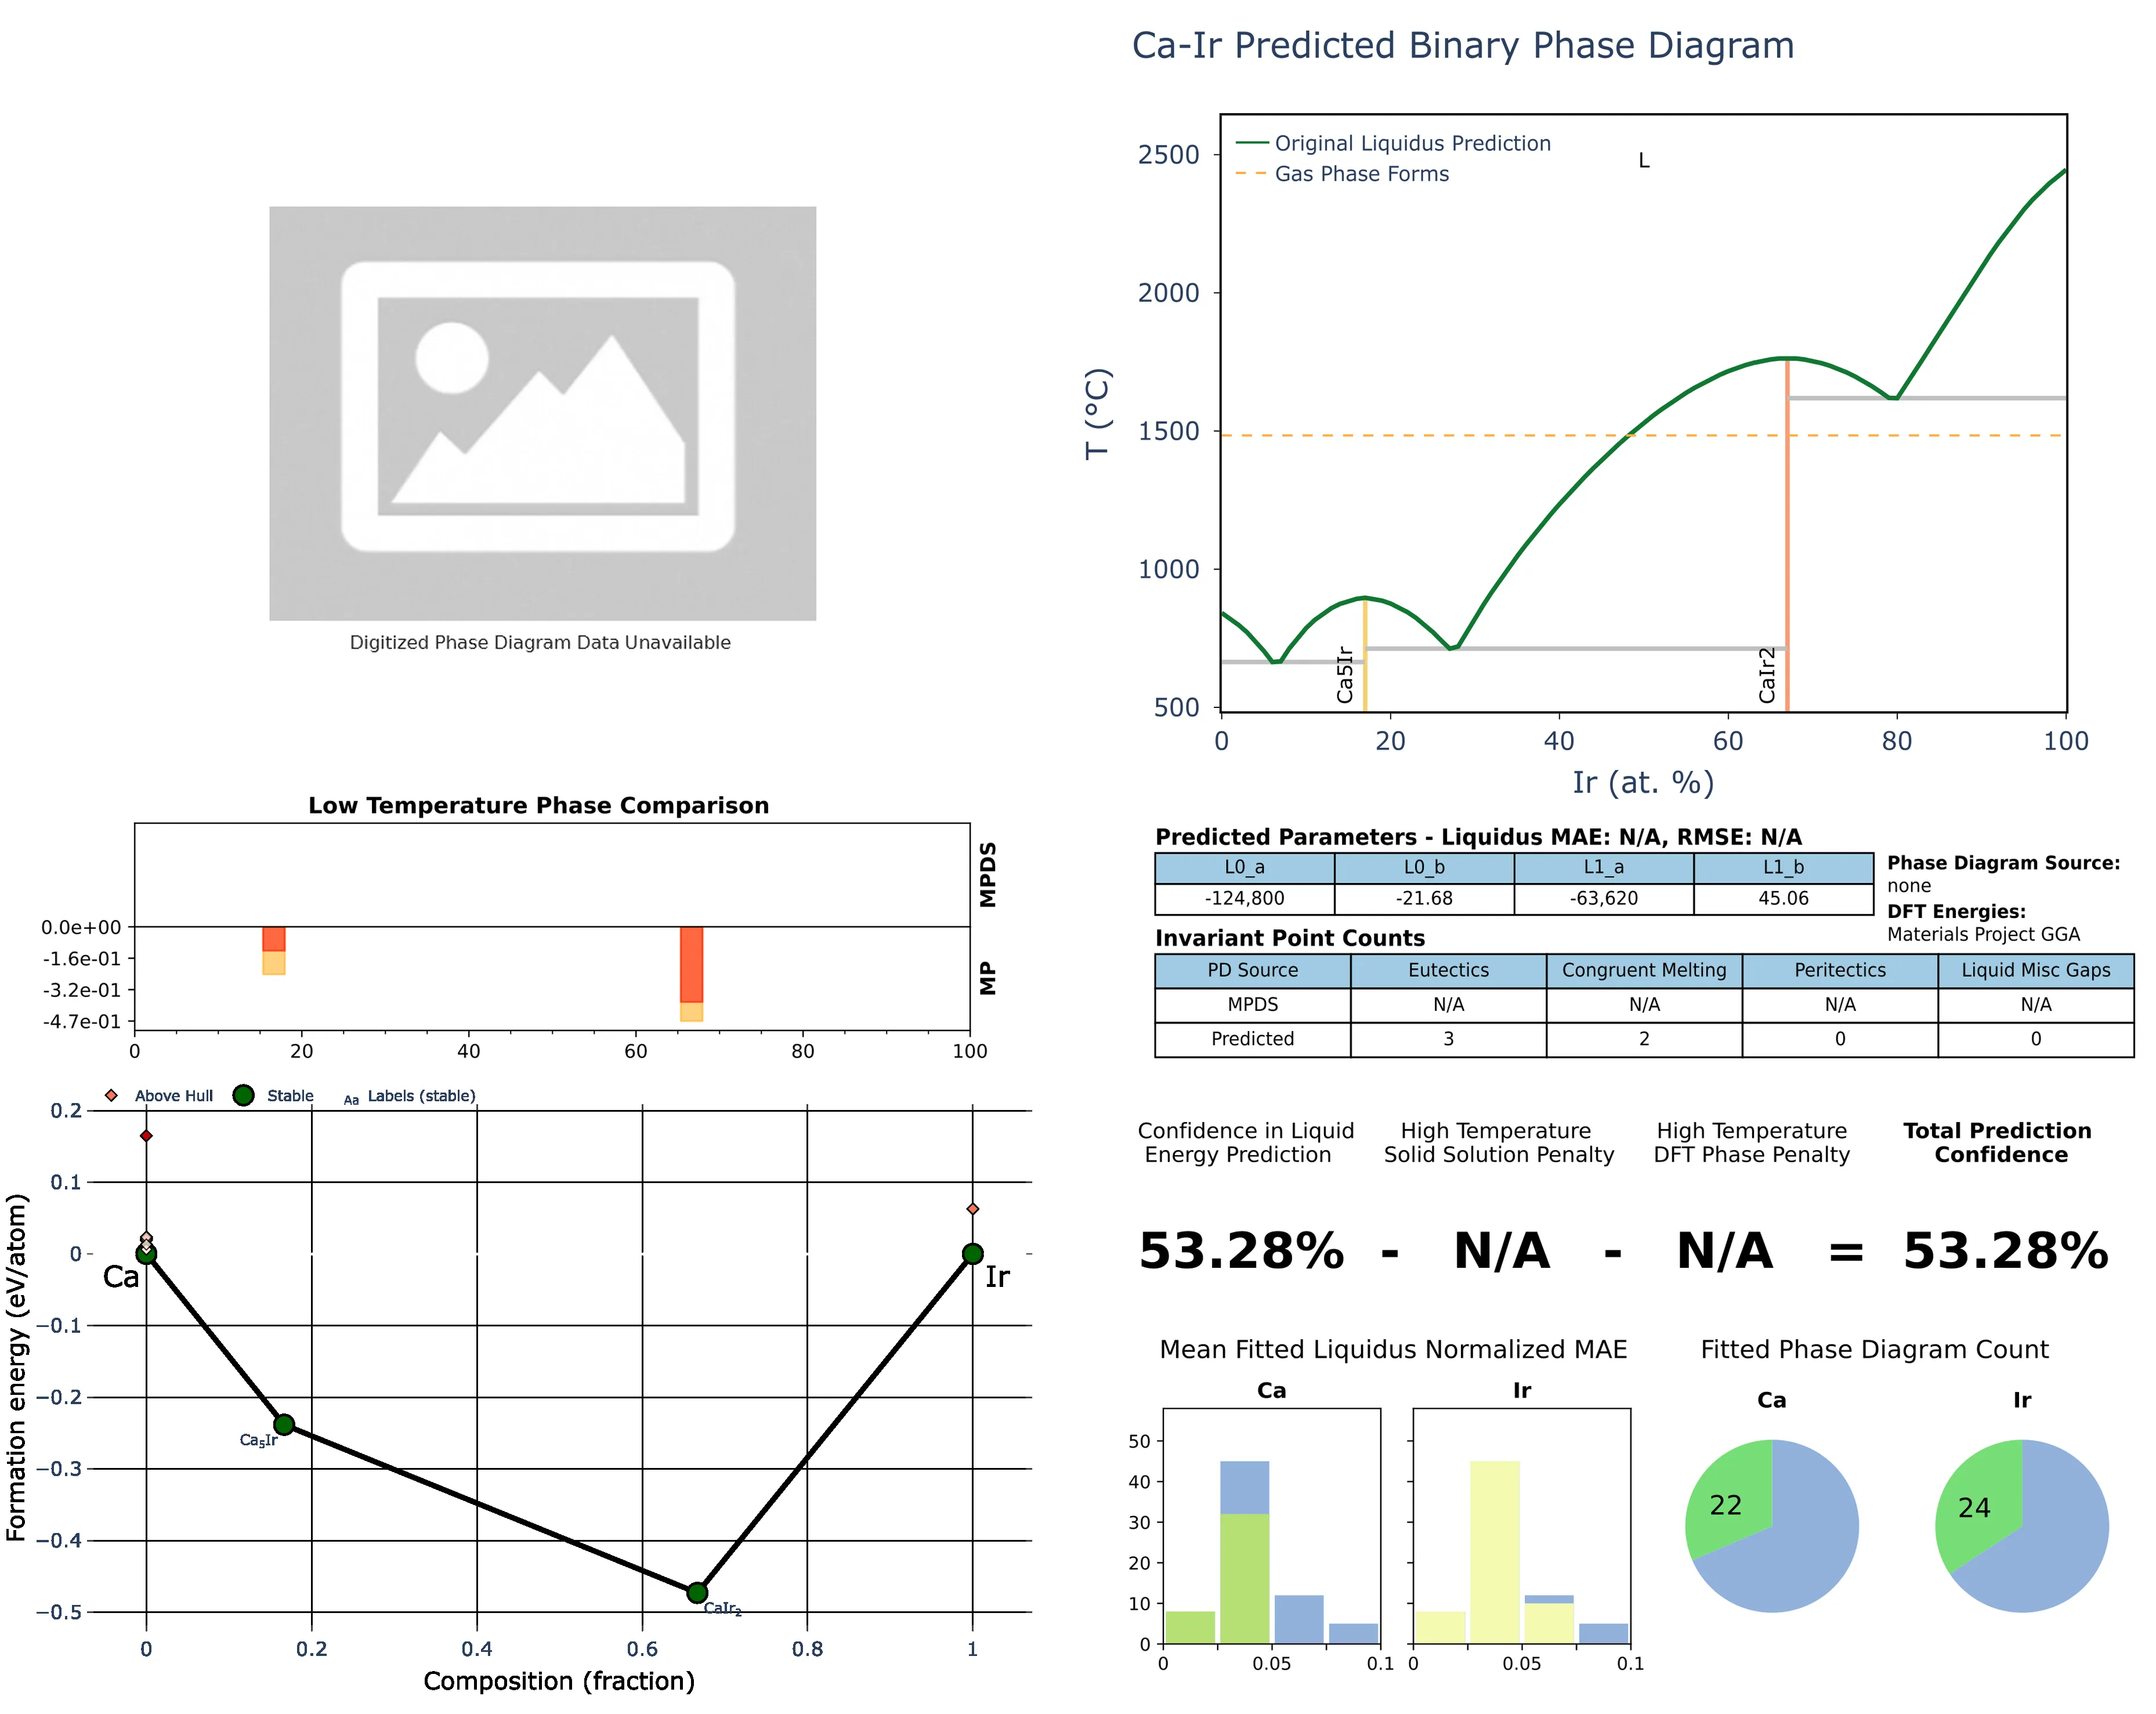 Ca-Ir Predicted Binary Phase Diagram
Original Liquidus Prediction
Gas Phase Forms
L
2500
2000
1500
1000
500
T (°C)
Ca5Ir
CaIr2
0 20 40 60 80 100
Ir (at. %)
Digitized Phase Diagram Data Unavailable
Low Temperature Phase Comparison
MPDS
MP
0.0e+00
-1.6e-01
-3.2e-01
-4.7e-01
0 20 40 60 80 100
Predicted Parameters - Liquidus MAE: N/A, RMSE: N/A
L0_a L0_b L1_a L1_b
-124,800 -21.68 -63,620 45.06
Phase Diagram Source:
none
DFT Energies:
Materials Project GGA
Invariant Point Counts
PD Source Eutectics Congruent Melting Peritectics Liquid Misc Gaps
MPDS N/A N/A N/A N/A
Predicted 3 2 0 0
Above Hull Stable Aa Labels (stable)
0.2
0.1
0
−0.1
−0.2
−0.3
−0.4
−0.5
Formation energy (eV/atom)
Ca
Ir
Ca₅Ir
CaIr₂
0 0.2 0.4 0.6 0.8 1
Composition (fraction)
Confidence in Liquid
Energy Prediction
High Temperature
Solid Solution Penalty
High Temperature
DFT Phase Penalty
Total Prediction
Confidence
53.28% - N/A - N/A = 53.28%
Mean Fitted Liquidus Normalized MAE
Ca
Ir
50
40
30
20
10
0
0 0.05 0.1
0 0.05 0.1
Fitted Phase Diagram Count
Ca
Ir
22
24